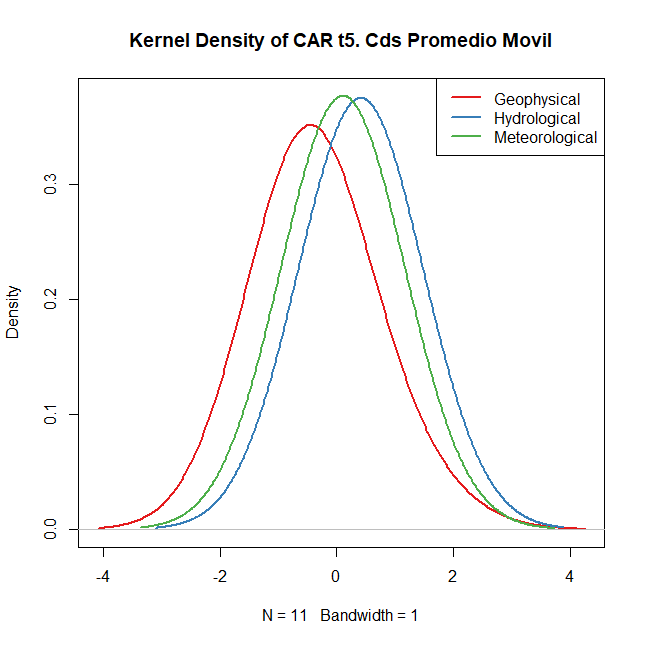 Kernel Density of CAR t5. Cds Promedio Movil
Geophysical
Hydrological
Meteorological
Density
0.3
0.2
0.1
0.0
-4 -2 0 2 4
N = 11 Bandwidth = 1